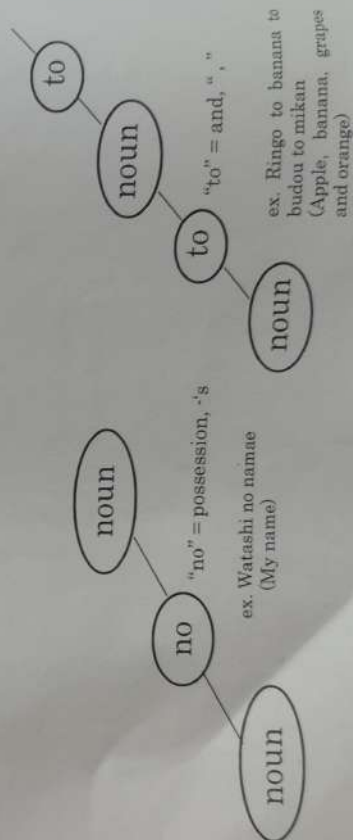 noun
no
noun
"no" = possession, -'s
ex. Watashi no namae
(My name)
noun
to
noun
to
"to" = and, " , "
ex. Ringo to banana to
budou to mikan
(Apple, banana, grapes
and orange)